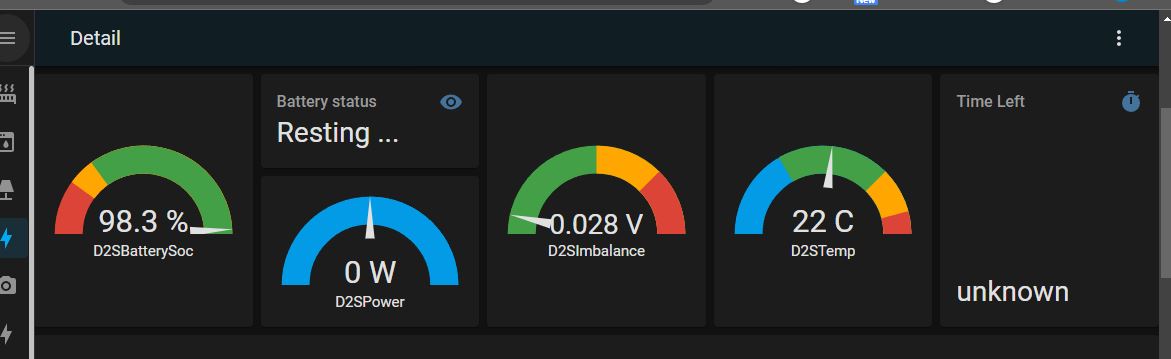 New
Detail
Battery status
Resting ...
98.3 %
D2SBatterySoc
0 W
D2SPower
0.028 V
D2SImbalance
22 C
D2STemp
Time Left
unknown